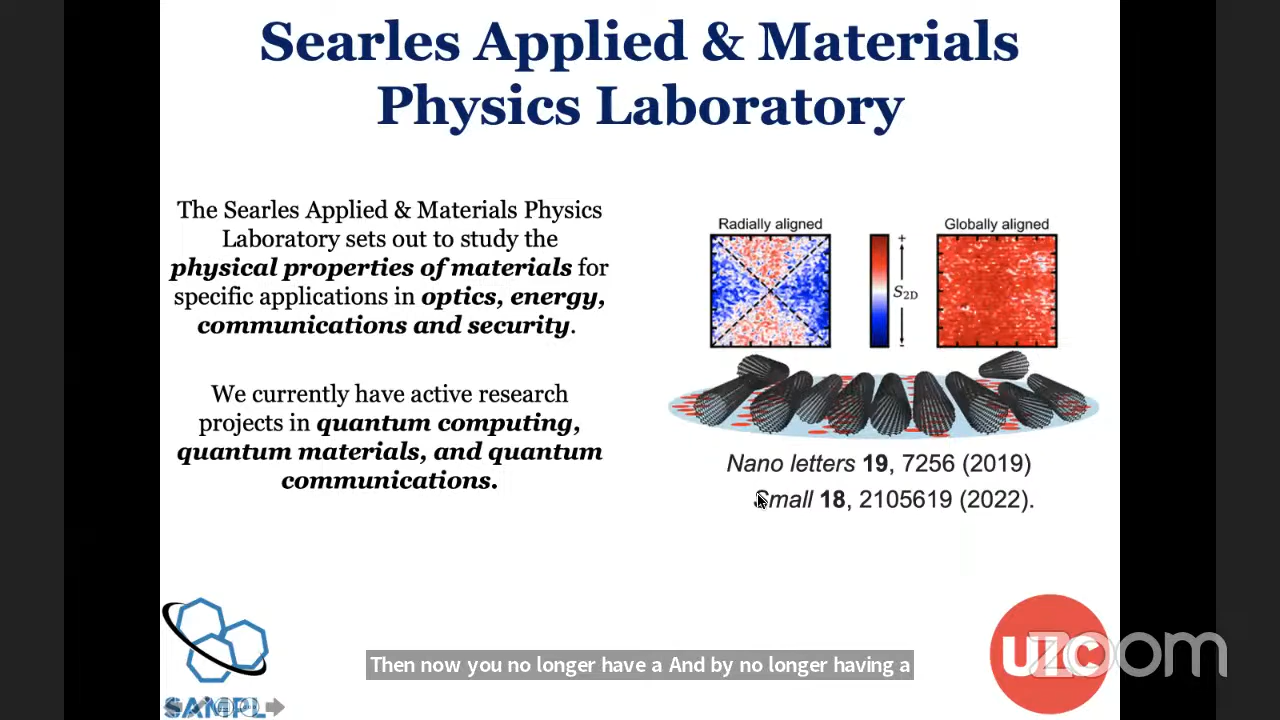 Searles Applied & Materials
Physics Laboratory
The Searles Applied & Materials Physics
Laboratory sets out to study the
physical properties of materials for
specific applications in optics, energy,
communications and security.
We currently have active research
projects in quantum computing,
quantum materials, and quantum
communications.
Radially aligned
Globally aligned
+
S2D
-
Nano letters 19, 7256 (2019)
Small 18, 2105619 (2022).
SAMPL
zoom
Then now you no longer have a And by no longer having a